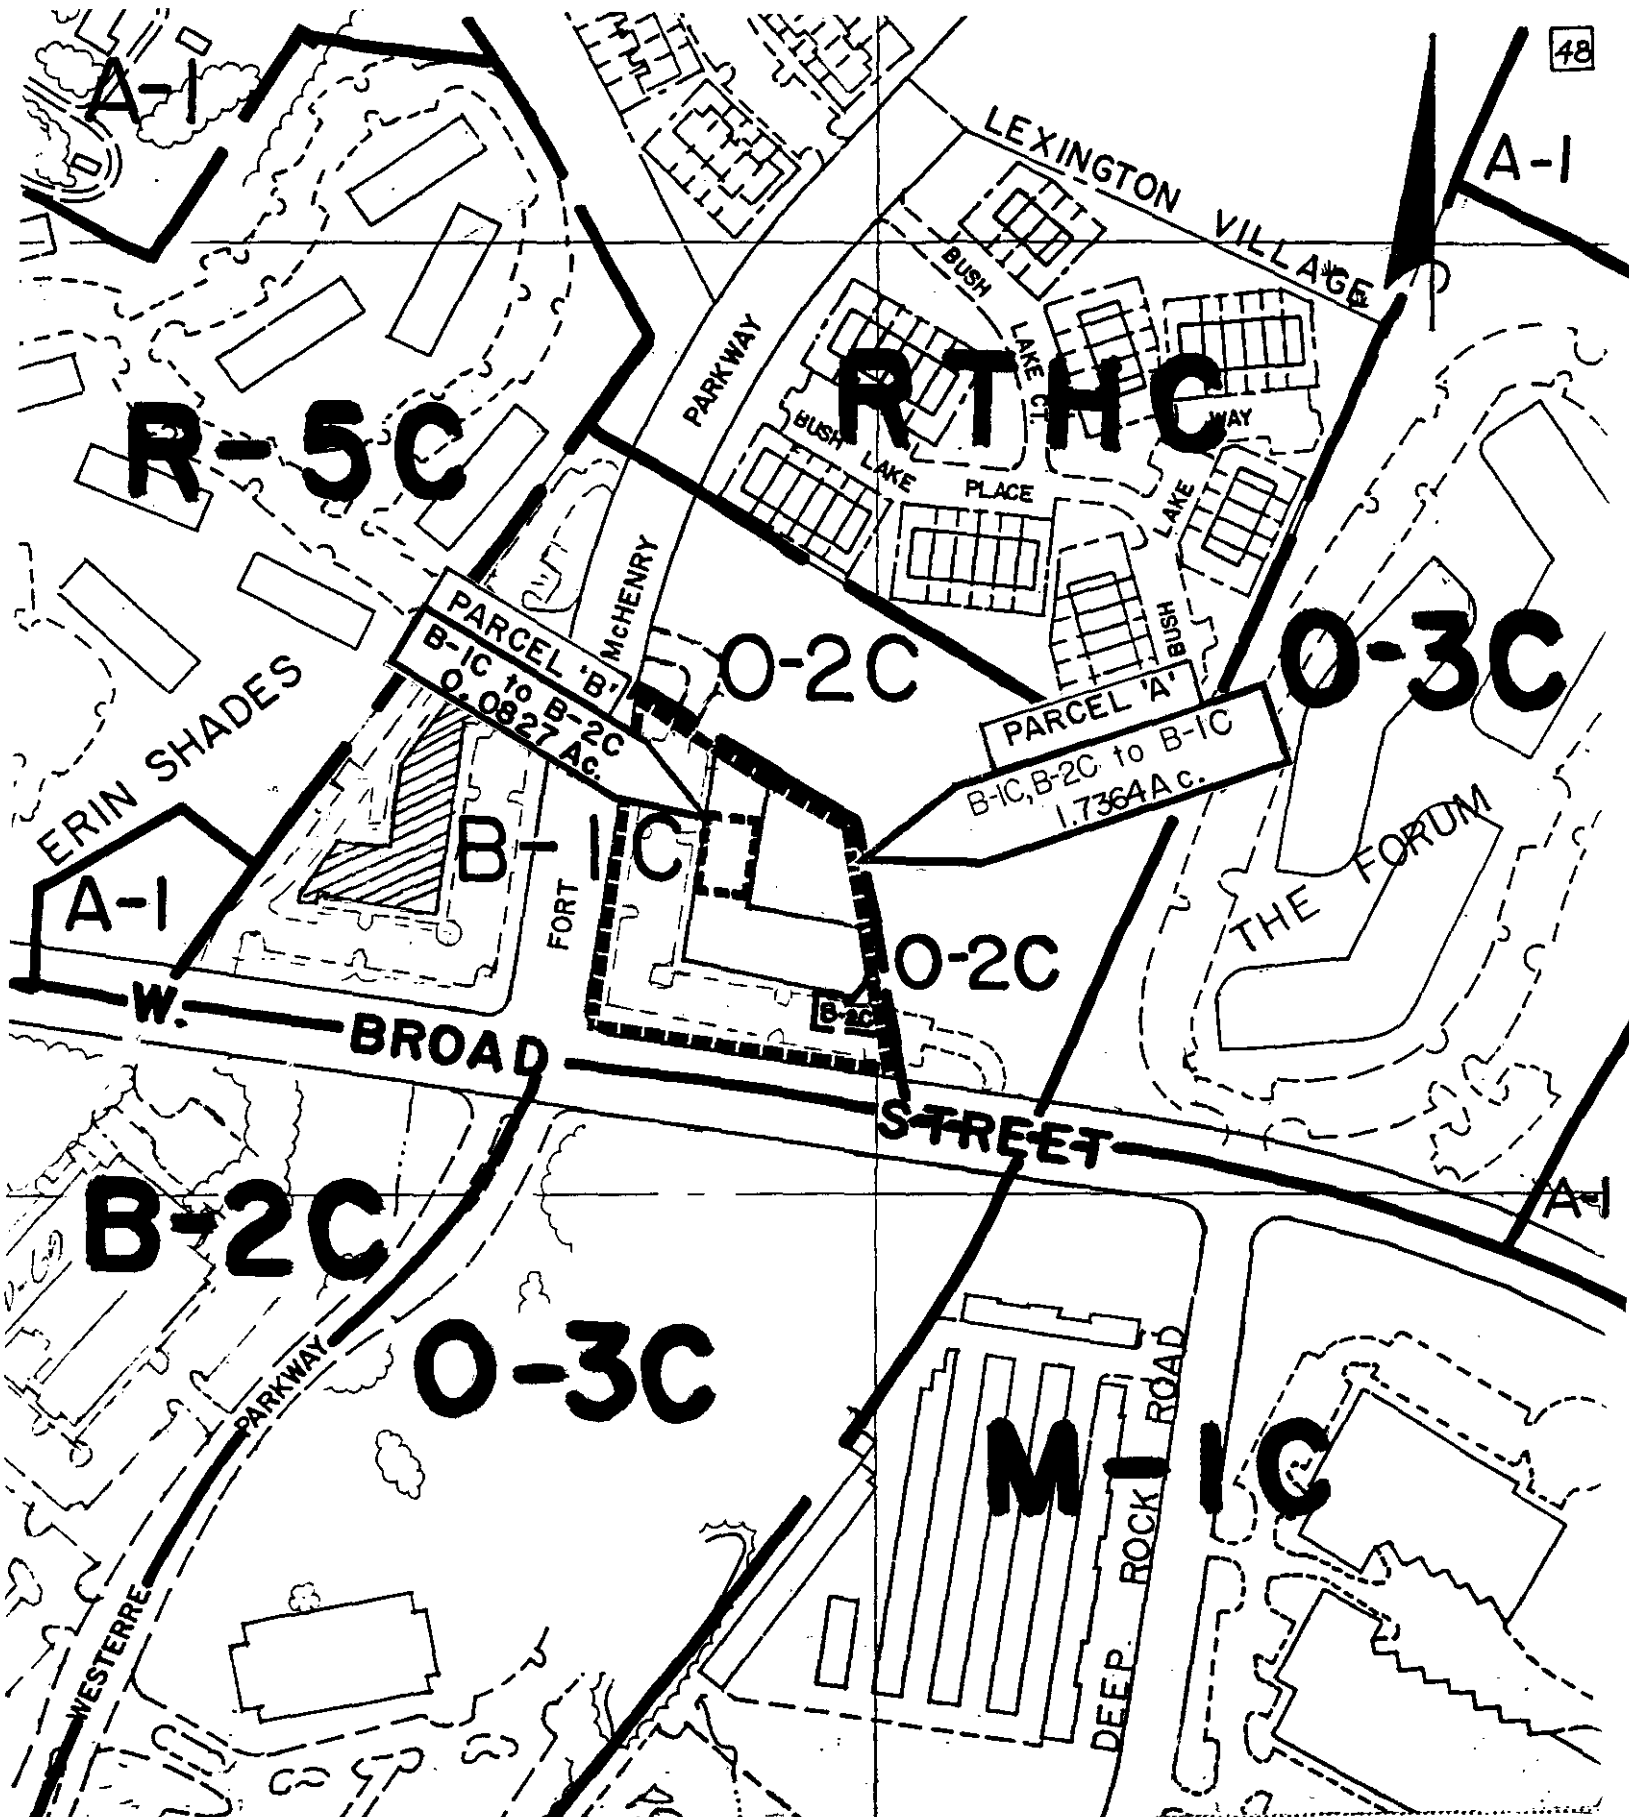 48
A-1
LEXINGTON VILLAGE
A-1
BUSH
LAKE CT.
PARKWAY
RTHC
R-5C
BUSH LAKE PLACE
WAY
LAKE
BUSH
McHENRY
PARCEL 'B'
B-1C to B-2C
0.0827 Ac.
O-2C
O-3C
PARCEL 'A'
B-1C, B-2C to B-1C
1.7364 Ac.
ERIN SHADES
THE FORUM
B-1C
A-1
FORT
O-2C
B-2C
W. BROAD STREET
B-2C
A-1
O-3C
PARKWAY
WESTERRE
M-1C
DEEP ROCK ROAD